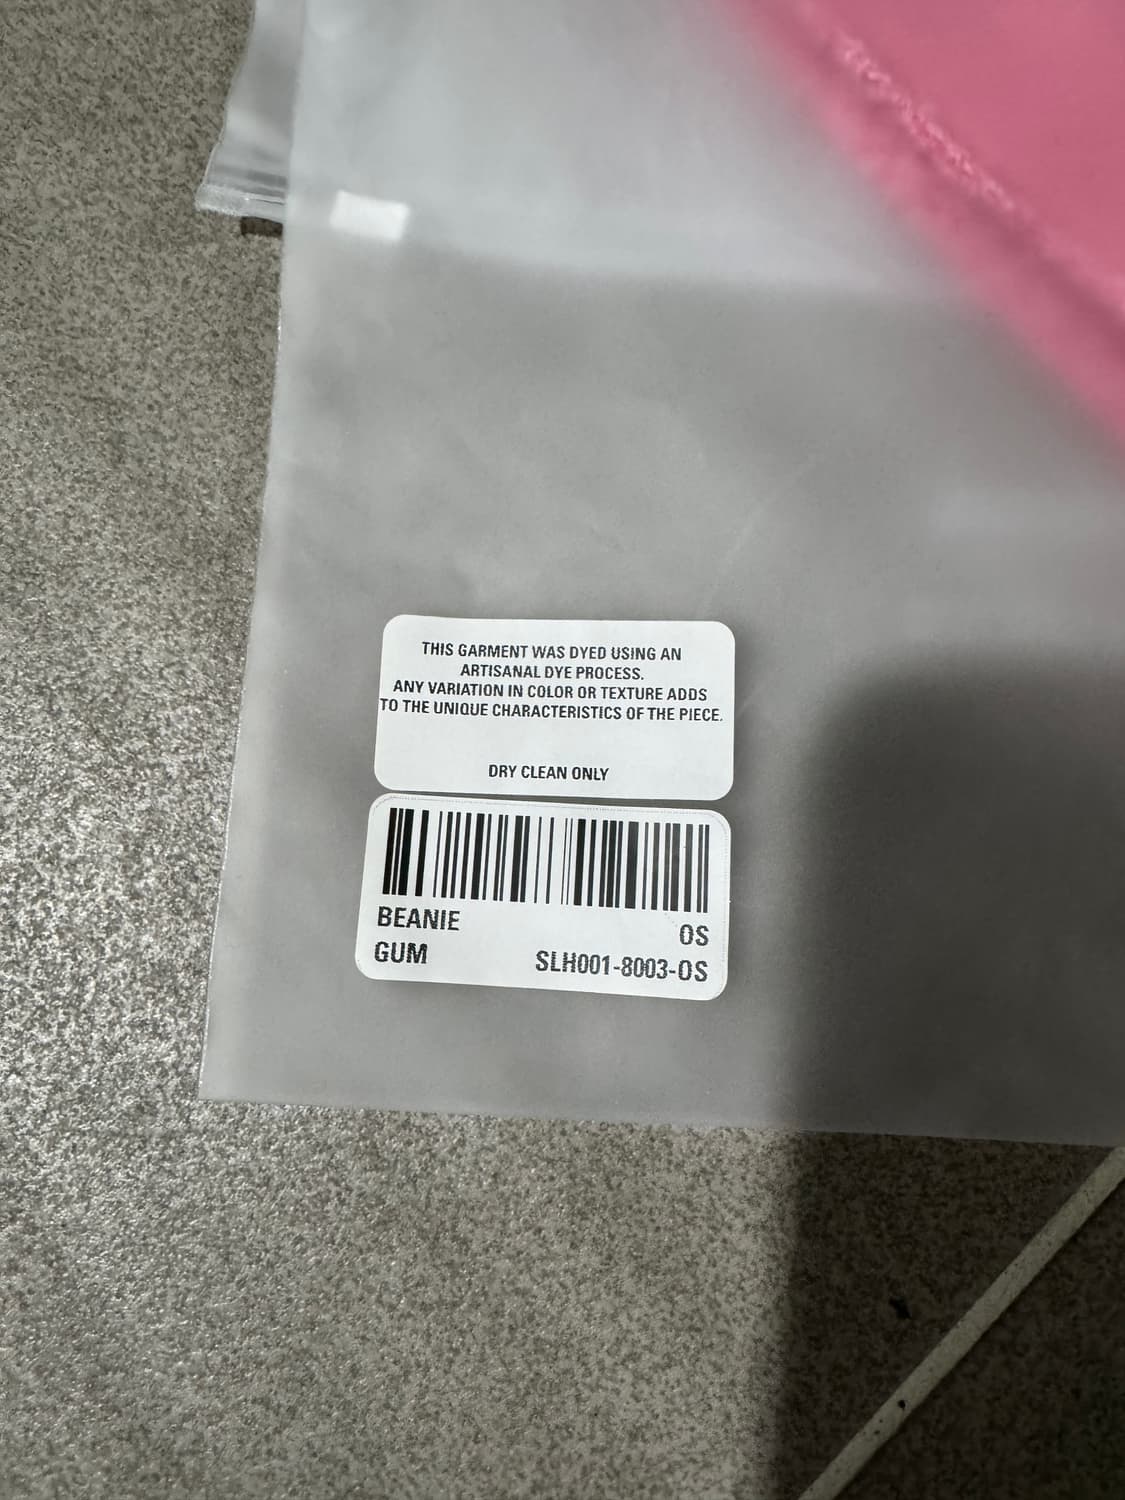 THIS GARMENT WAS DYED USING AN
ARTISANAL DYE PROCESS.
ANY VARIATION IN COLOR OR TEXTURE ADDS
TO THE UNIQUE CHARACTERISTICS OF THE PIECE.
DRY CLEAN ONLY
BEANIE OS
GUM SLH001-8003-OS